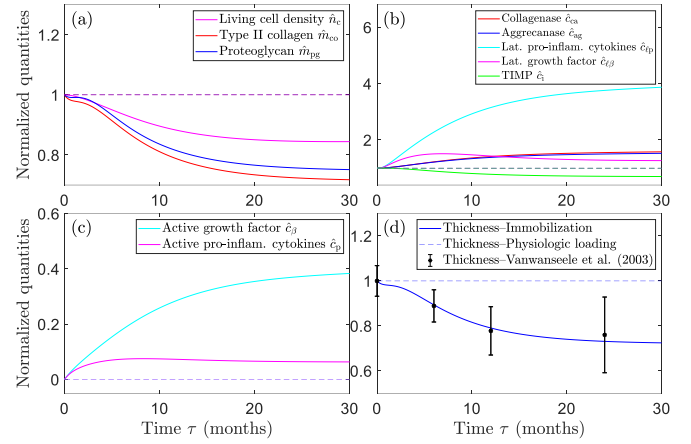 (a)
Living cell density n̂c
Type II collagen m̂co
Proteoglycan m̂pg
1.2
1
0.8
0 10 20 30
Normalized quantities
(b)
Collagenase ĉca
Aggrecanase ĉag
Lat. pro-inflam. cytokines ĉℓp
Lat. growth factor ĉℓβ
TIMP ĉi
6
4
2
0 10 20 30
(c)
Active growth factor ĉβ
Active pro-inflam. cytokines ĉp
0.6
0.4
0.2
0
0 10 20 30
Normalized quantities
Time τ (months)
(d)
Thickness–Immobilization
Thickness–Physologic loading
Thickness–Vanwanseele et al. (2003)
1.2
1
0.8
0.6
0 10 20 30
Time τ (months)